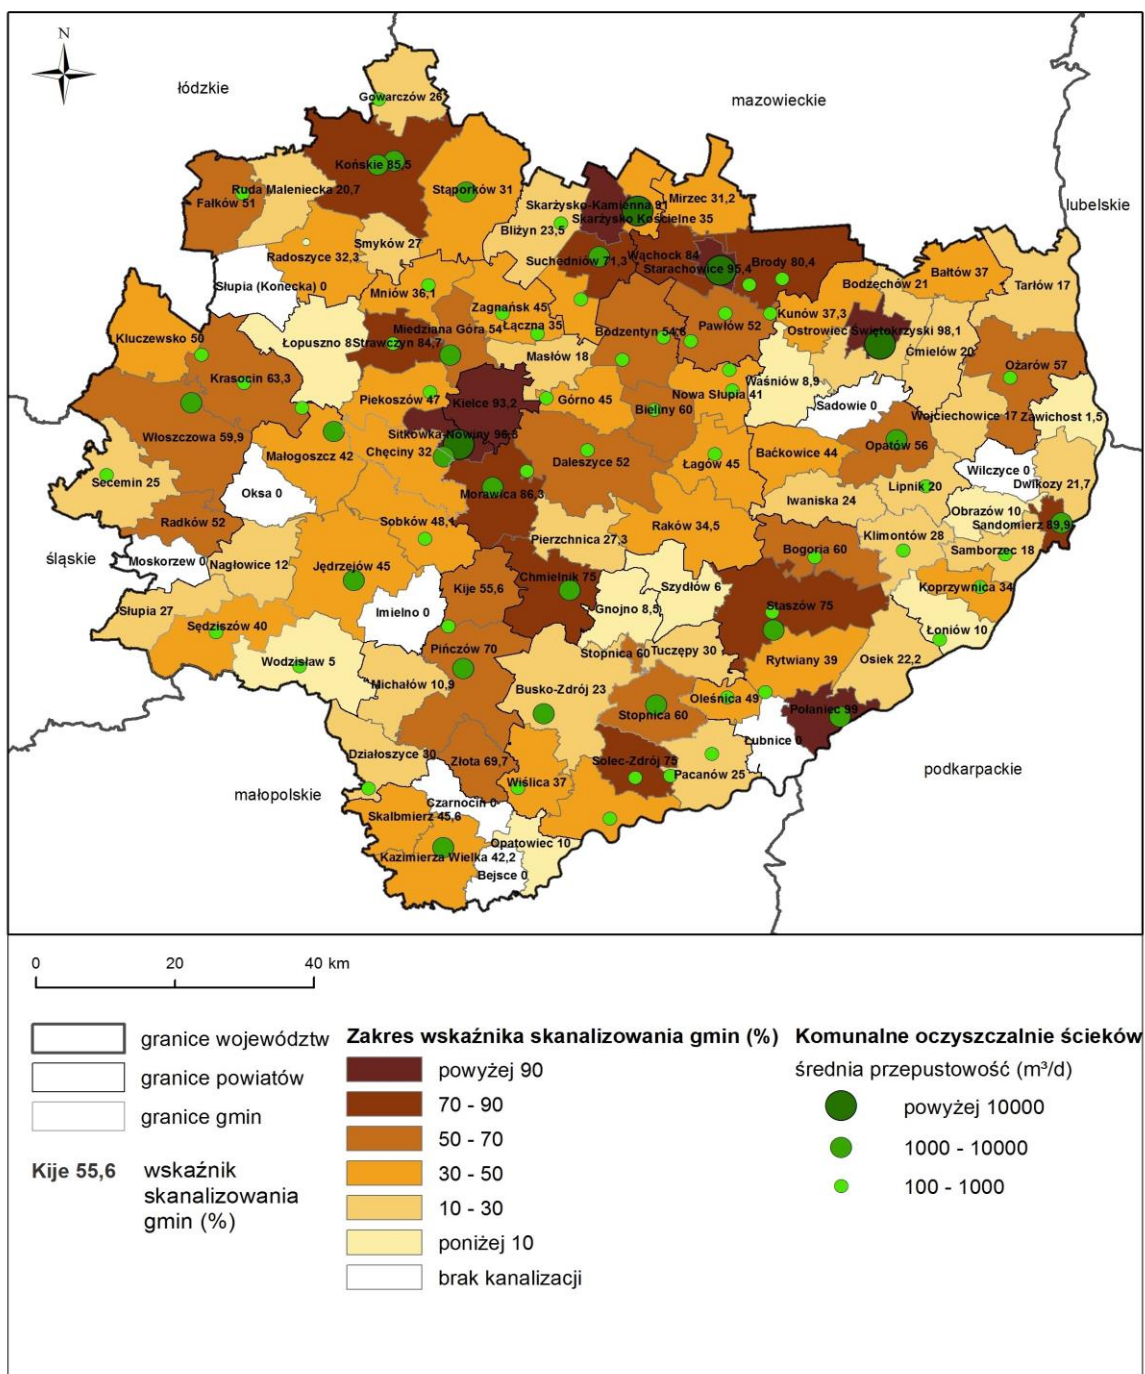 N
łódzkie
mazowieckie
lubelskie
Gowarczów 26
Końskie 85,5
Ruda Maleniecka 20,7
Fałków 51
Stąporków 31
Skarżysko-Kamienna 91
Mirzec 31,2
Skarżysko Kościelne 35
Bliżyn 23,5
Smyków 27
Radoszyce 32,3
Suchedniów 71,3
Wąchock 84
Starachowice 95,4
Brody 80,4
Bałtów 37
Bodzechów 21
Tarłów 17
Słupia (Konecka) 0
Mniów 36,1
Zagnańsk 45
Łączna 35
Kunów 37,3
Kluczewsko 50
Miedziana Góra 54
Bodzentyn 54,8
Pawłów 52
Ostrowiec Świętokrzyski 98,1
Łopuszno 8
Strawczyn 84,7
Masłów 18
Ćmielów 20
Ożarów 57
Krasocin 63,3
Waśniów 8,9
Piekoszów 47
Kielce 93,2
Górno 45
Nowa Słupia 41
Sadowie 0
Bieliny 60
Wojciechowice 17
Zawichost 1,5
Włoszczowa 59,9
Sitkówka-Nowiny 96,8
Opatów 56
Małogoszcz 42
Chęciny 32
Daleszyce 52
Łagów 45
Baćkowice 44
Wilczyce 0
Secemin 25
Dwikozy 21,7
Oksa 0
Morawica 86,3
Iwaniska 24
Lipnik 20
Obrazów 10
Radków 52
Sobków 48,1
Raków 34,5
Sandomierz 89,9
Pierzchnica 27,3
Klimontów 28
śląskie
Moskorzew 0
Nagłowice 12
Bogoria 60
Samborzec 18
Jędrzejów 45
Chmielnik 75
Szydłów 6
Koprzywnica 34
Kije 55,6
Słupia 27
Imielno 0
Gnojno 8,5
Staszów 75
Sędziszów 40
Łoniów 10
Pińczów 70
Stopnica 60
Tuczępy 30
Wodzisław 5
Rytwiany 39
Osiek 22,2
Michałów 10,9
Busko-Zdrój 23
Oleśnica 49
Stopnica 60
Połaniec 99
Łubnice 0
Działoszyce 30
Złota 69,7
Solec-Zdrój 75
podkarpackie
Wiślica 37
Pacanów 25
małopolskie
Czarnocin 0
Skalbmierz 45,6
Opatowiec 10
Kazimierza Wielka 42,2
Bejsce 0
0 20 40 km
granice województw
granice powiatów
granice gmin
Kije 55,6 wskaźnik
skanalizowania
gmin (%)
Zakres wskaźnika skanalizowania gmin (%)
powyżej 90
70 - 90
50 - 70
30 - 50
10 - 30
poniżej 10
brak kanalizacji
Komunalne oczyszczalnie ścieków
średnia przepustowość (m³/d)
powyżej 10000
1000 - 10000
100 - 1000